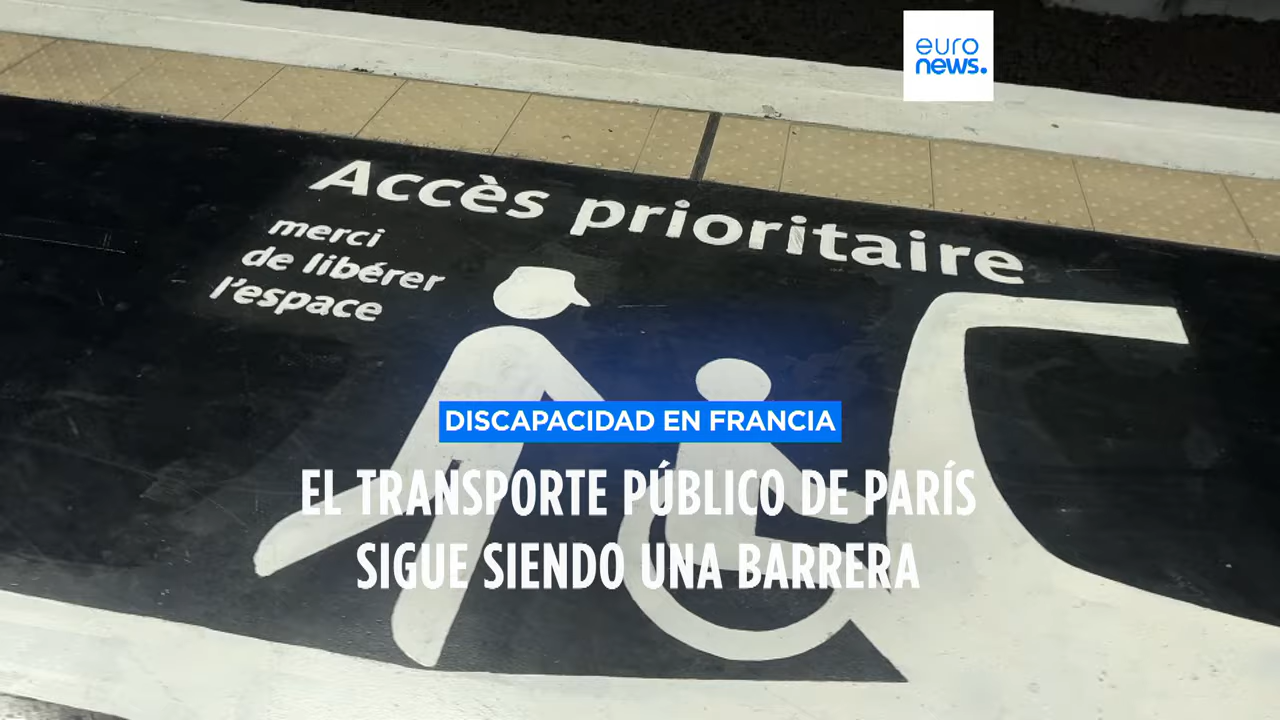 euro
news.
Accès prioritaire
merci
de libérer
l'espace
DISCAPACIDAD EN FRANCIA
EL TRANSPORTE PÚBLICO DE PARÍS
SIGUE SIENDO UNA BARRERA